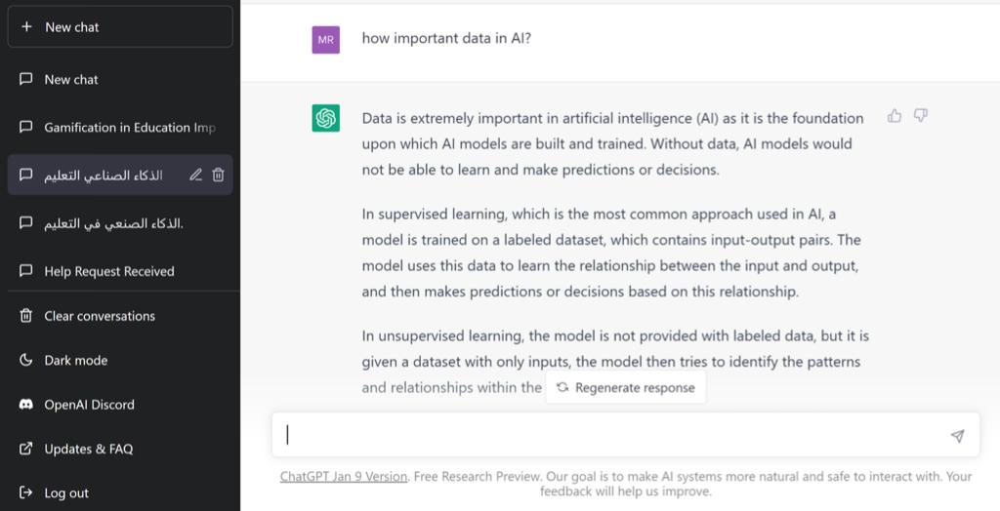 New chat
New chat
Gamification in Education Imp
الذكاء الصناعي التعليم
الذكاء الصنعي في التعليم.
Help Request Received
Clear conversations
Dark mode
OpenAI Discord
Updates & FAQ
Log out
MR
how important data in AI?
Data is extremely important in artificial intelligence (AI) as it is the foundation
upon which AI models are built and trained. Without data, AI models would
not be able to learn and make predictions or decisions.
In supervised learning, which is the most common approach used in AI, a
model is trained on a labeled dataset, which contains input-output pairs. The
model uses this data to learn the relationship between the input and output,
and then makes predictions or decisions based on this relationship.
In unsupervised learning, the model is not provided with labeled data, but it is
given a dataset with only inputs, the model then tries to identify the patterns
and relationships within the
Regenerate response
ChatGPT Jan 9 Version. Free Research Preview. Our goal is to make AI systems more natural and safe to interact with. Your
feedback will help us improve.